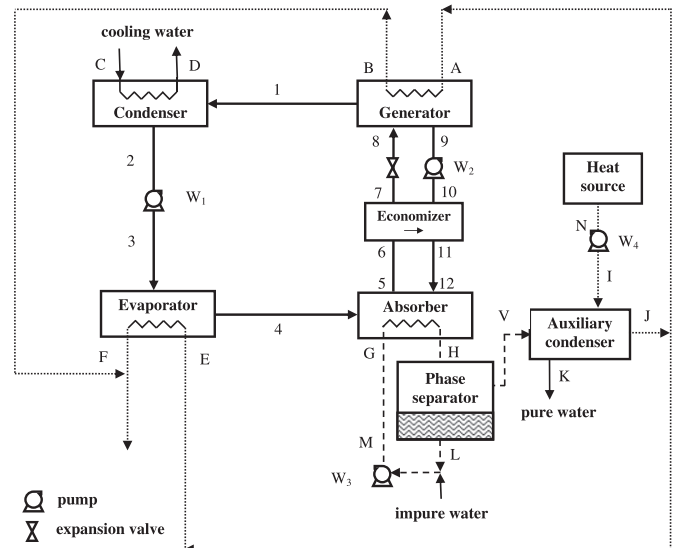 cooling water
C
D
B
A
Condenser
1
Generator
2
8
9
W1
W2
7
10
Heat
source
3
Economizer
N
W4
6
11
I
5
12
Evaporator
Absorber
4
V
Auxiliary
condenser
J
F
E
G
H
Phase
separator
K
pure water
M
L
W3
pump
impure water
expansion valve